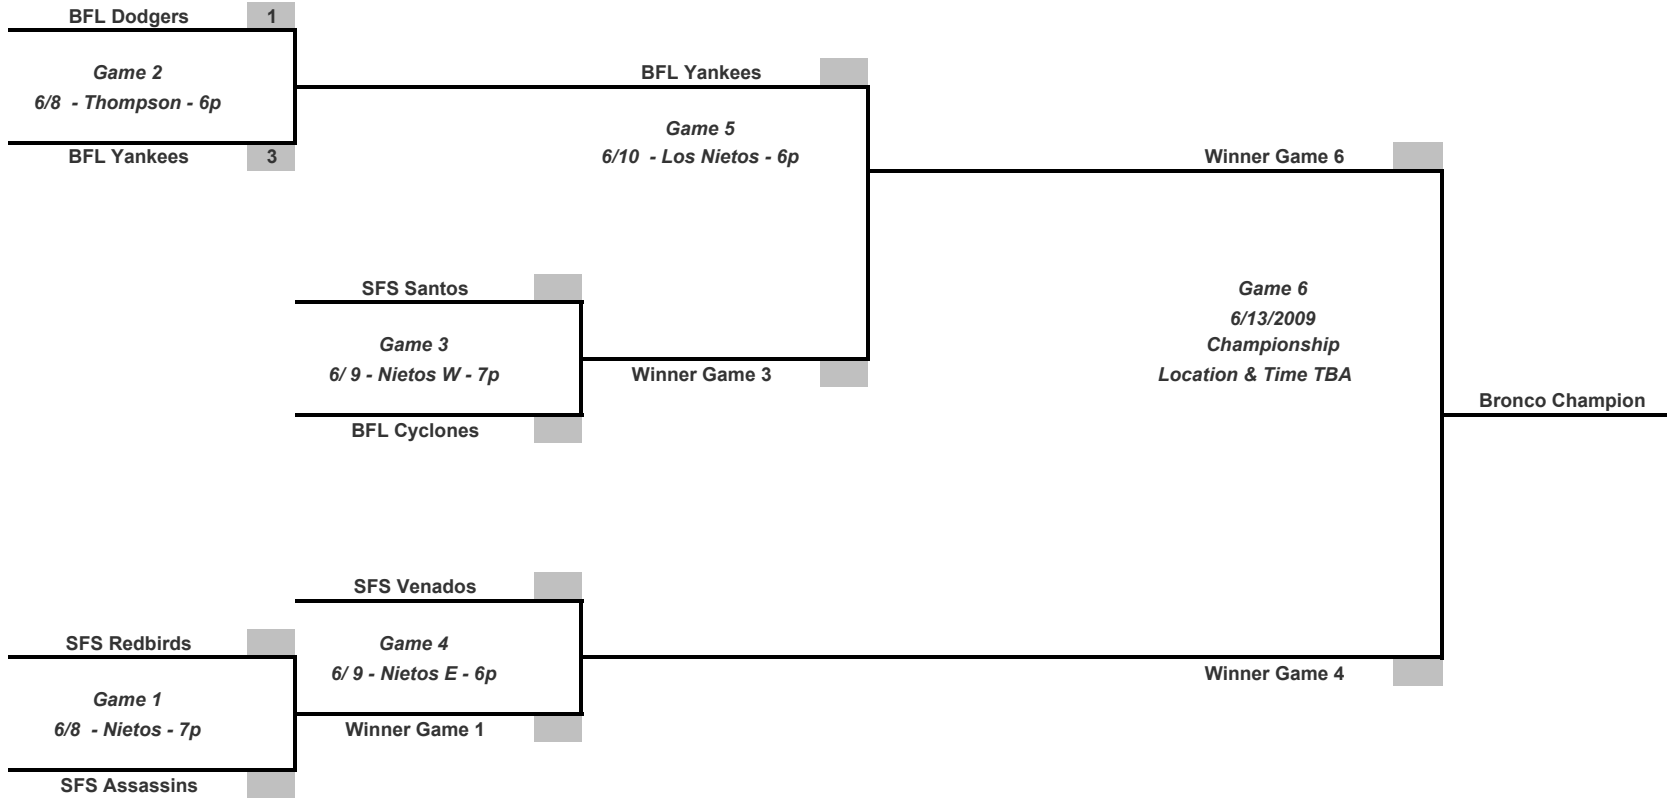 BFL Dodgers 1
Game 2
6/8 - Thompson - 6p
BFL Yankees 3
BFL Yankees
Game 5
6/10 - Los Nietos - 6p
Winner Game 6
SFS Santos
Game 3
6/ 9 - Nietos W - 7p
BFL Cyclones
Winner Game 3
Game 6
6/13/2009
Championship
Location & Time TBA
Bronco Champion
SFS Venados
Game 4
6/ 9 - Nietos E - 6p
Winner Game 1
Winner Game 4
SFS Redbirds
Game 1
6/8 - Nietos - 7p
SFS Assassins